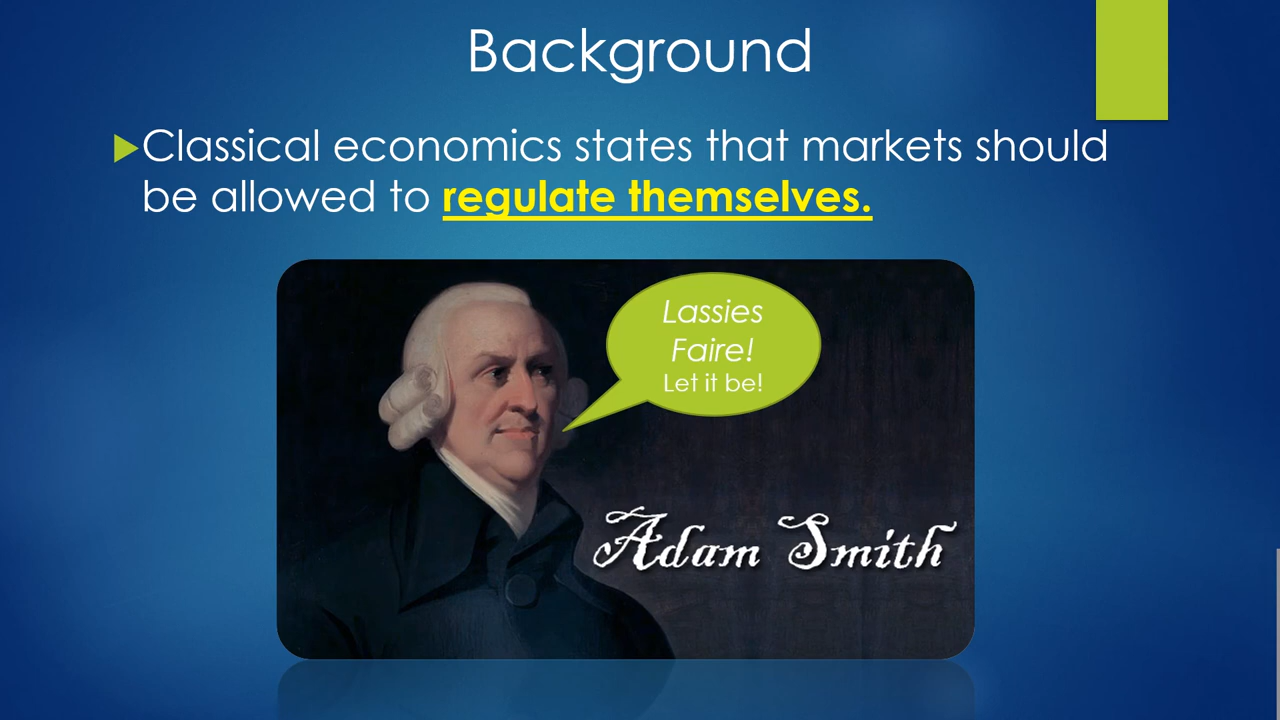 Background
Classical economics states that markets should
be allowed to regulate themselves.
Lassies
Faire!
Let it be!
Adam Smith